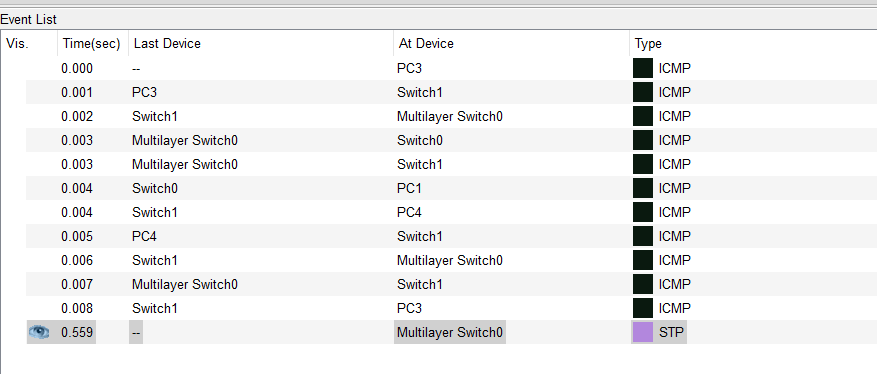 Event List
Vis. Time(sec) Last Device At Device Type
0.000 -- PC3 ICMP
0.001 PC3 Switch1 ICMP
0.002 Switch1 Multilayer Switch0 ICMP
0.003 Multilayer Switch0 Switch0 ICMP
0.003 Multilayer Switch0 Switch1 ICMP
0.004 Switch0 PC1 ICMP
0.004 Switch1 PC4 ICMP
0.005 PC4 Switch1 ICMP
0.006 Switch1 Multilayer Switch0 ICMP
0.007 Multilayer Switch0 Switch1 ICMP
0.008 Switch1 PC3 ICMP
0.559 -- Multilayer Switch0 STP